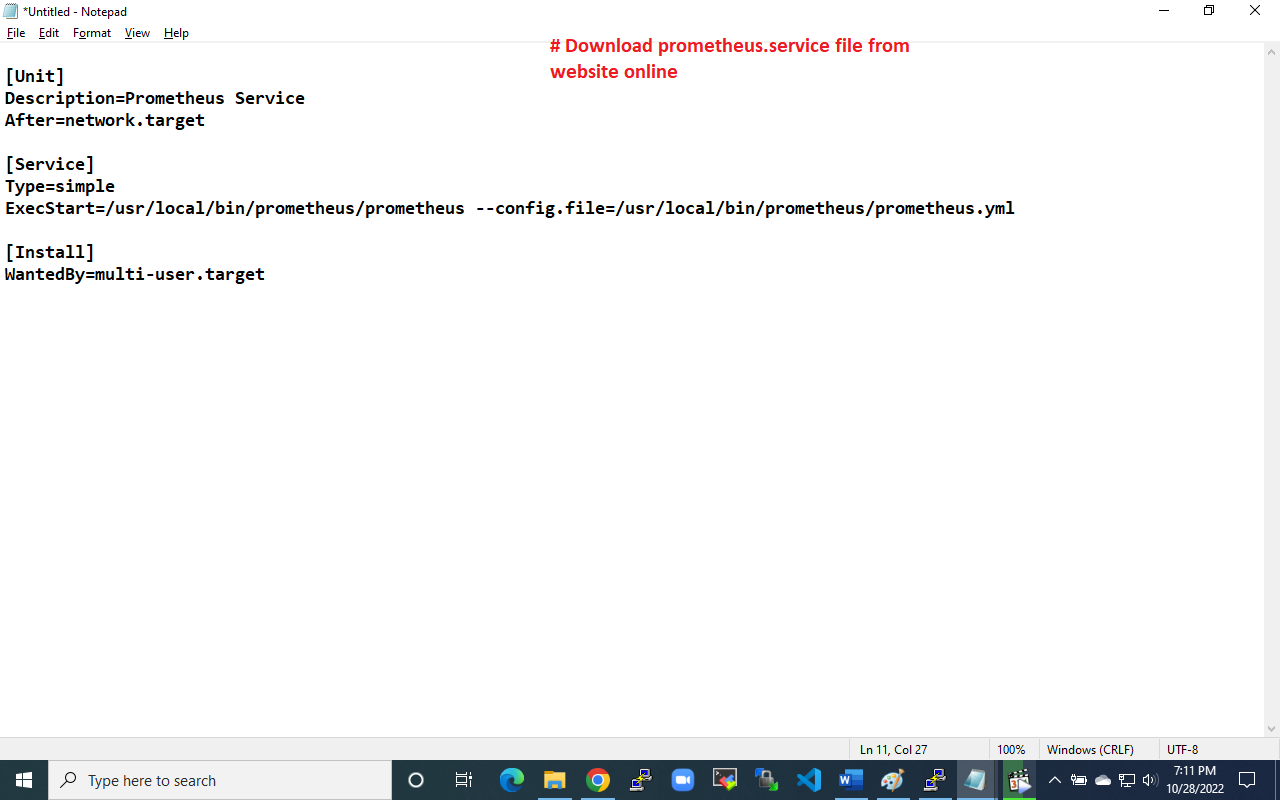 *Untitled - Notepad
File Edit Format View Help
# Download prometheus.service file from
website online
[Unit]
Description=Prometheus Service
After=network.target
[Service]
Type=simple
ExecStart=/usr/local/bin/prometheus/prometheus --config.file=/usr/local/bin/prometheus/prometheus.yml
[Install]
WantedBy=multi-user.target
Ln 11, Col 27 100% Windows (CRLF) UTF-8
Type here to search
7:11 PM
10/28/2022